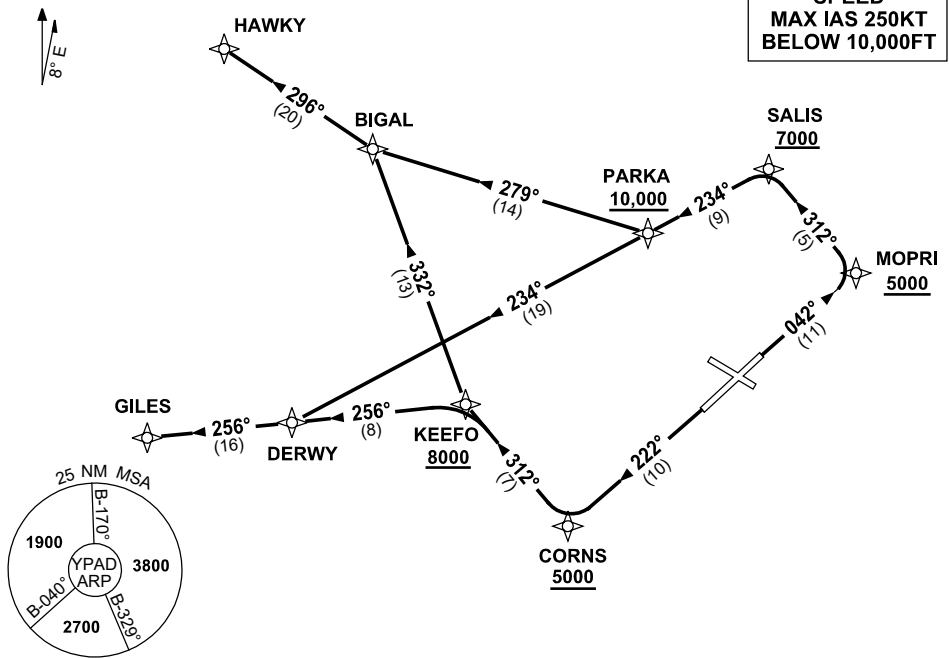 SPEED
MAX IAS 250KT
BELOW 10,000FT
8° E
HAWKY
296°
(20)
BIGAL
279°
(14)
SALIS
7000
PARKA
10,000
234°
(9)
312°
(5)
MOPRI
5000
332°
(13)
234°
(19)
042°
(11)
GILES
256°
(16)
DERWY
256°
(8)
KEEFO
8000
312°
(7)
222°
(10)
CORNS
5000
25 NM MSA
B-170°
1900
YPAD
ARP
3800
B-040°
B-329°
2700